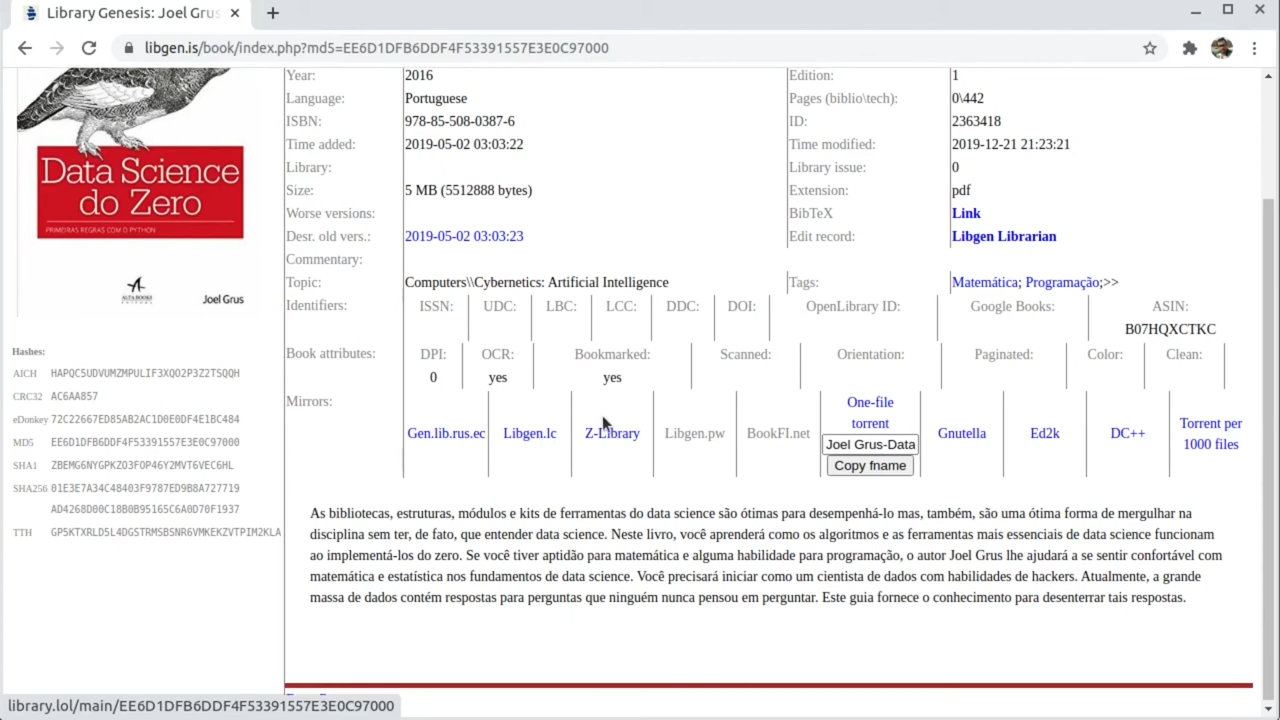 Library Genesis: Joel Grus
libgen.is/book/index.php?md5=EE6D1DFB6DDF4F53391557E3E0C97000
Data Science
do Zero
PRIMEIRAS REGRAS COM O PYTHON
ALTA BOOKS
EDITORA
Joel Grus
Hashes:
AICH HAPQC5UDVUMZMPULIF3XQO2P3Z2TSQQH
CRC32 AC6AA857
eDonkey 72C22667ED85AB2AC1D0E0DF4E1BC484
MD5 EE6D1DFB6DDF4F53391557E3E0C97000
SHA1 ZBEMG6NYGPKZO3FOP46Y2MVT6VEC6HL
SHA256 01E3E7A34C48403F9787ED9B8A727719
AD4268D00C18B0B95165C6A0D70F1937
TTH GP5KTXRLD5L4DGSTRMSBSNR6VMKEKZVTPIM2KLA
Year: 2016 Edition: 1
Language: Portuguese Pages (biblio\tech): 0\442
ISBN: 978-85-508-0387-6 ID: 2363418
Time added: 2019-05-02 03:03:22 Time modified: 2019-12-21 21:23:21
Library: Library issue: 0
Size: 5 MB (5512888 bytes) Extension: pdf
Worse versions: BibTeX Link
Desr. old vers.: 2019-05-02 03:03:23 Edit record: Libgen Librarian
Commentary:
Topic: Computers\\Cybernetics: Artificial Intelligence Tags: Matemática; Programação;>>
Identifiers: ISSN: UDC: LBC: LCC: DDC: DOI: OpenLibrary ID: Google Books: ASIN:
B07HQXCTKC
Book attributes: DPI: OCR: Bookmarked: Scanned: Orientation: Paginated: Color: Clean:
0 yes yes
Mirrors: Gen.lib.rus.ec Libgen.lc Z-Library Libgen.pw BookFI.net One-file torrent Gnutella Ed2k DC++ Torrent per 1000 files
Joel Grus-Data
Copy fname
As bibliotecas, estruturas, módulos e kits de ferramentas do data science são ótimas para desempenhá-lo mas, também, são uma ótima forma de mergulhar na
disciplina sem ter, de fato, que entender data science. Neste livro, você aprenderá como os algoritmos e as ferramentas mais essenciais de data science funcionam
ao implementá-los do zero. Se você tiver aptidão para matemática e alguma habilidade para programação, o autor Joel Grus lhe ajudará a se sentir confortável com
matemática e estatística nos fundamentos de data science. Você precisará iniciar como um cientista de dados com habilidades de hackers. Atualmente, a grande
massa de dados contém respostas para perguntas que ninguém nunca pensou em perguntar. Este guia fornece o conhecimento para desenterrar tais respostas.
library.lol/main/EE6D1DFB6DDF4F53391557E3E0C97000